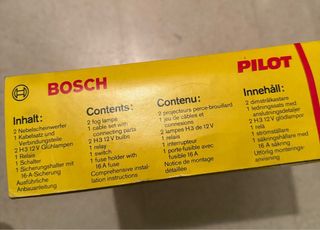 BOSCH
PILOT
Inhalt:
2 Nebelscheinwerfer
1 Kabelsatz und
Verbindungsteile
2 H3 12 V Glühlampen
1 Relais
1 Schalter
1 Sicherungshalter mit
16-A-Sicherung
Ausführliche
Anbauanleitung
Contents:
2 fog lamps
1 cable set with
connecting parts
2 H3 12 V bulbs
1 relay
1 switch
1 fuse holder with
16 A fuse
Comprehensive instal-
lation instructions
Contenu:
2 projecteurs perce-brouillard
1 jeu de câbles et
connexions
2 lampes H3 de 12 V
1 relais
1 interrupteur
1 porte-fusible avec
fusible 16 A
Notice de montage
détaillée
Innehåll:
2 dimstrålkastare
1 ledningssats med
anslutningsdetaljer
2 H3 12 V glödlampor
1 relä
1 strömställare
1 säkringshållare med
16 A säkring
Utförlig monterings-
anvisning